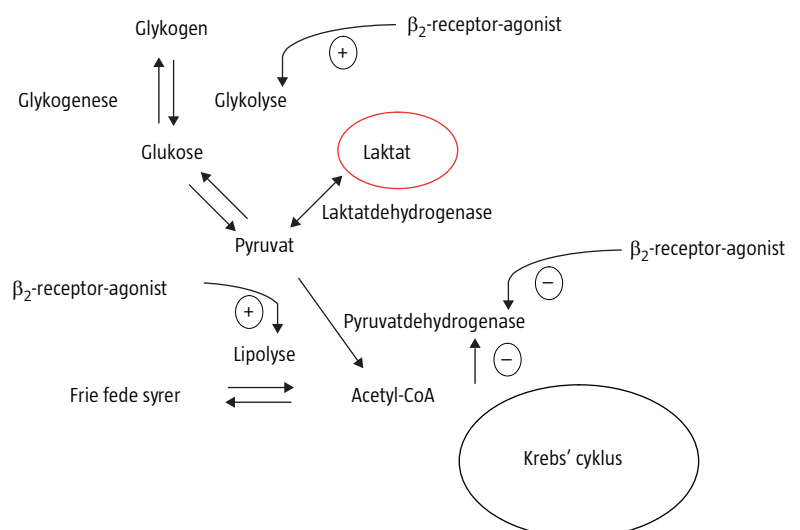 Glykogen
β₂-receptor-agonist
+
Glykogenese
Glykolyse
Glukose
Laktat
Laktatdehydrogenase
Pyruvat
β₂-receptor-agonist
−
β₂-receptor-agonist
+
Pyruvatdehydrogenase
Lipolyse
−
Frie fede syrer
Acetyl-CoA
Krebs’ cyklus